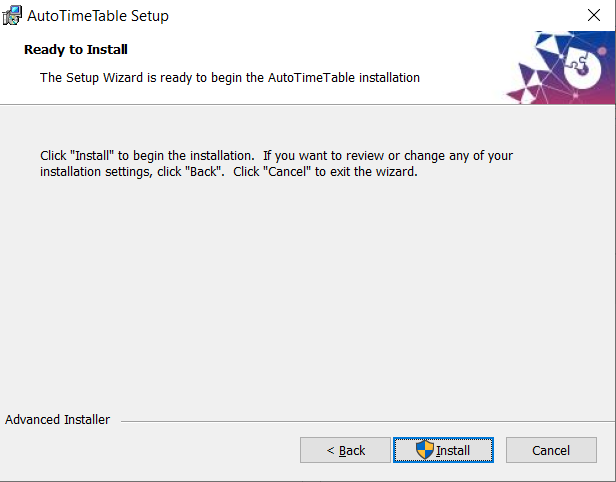 AutoTimeTable Setup
Ready to Install
The Setup Wizard is ready to begin the AutoTimeTable installation
Click "Install" to begin the installation.  If you want to review or change any of your
installation settings, click "Back".  Click "Cancel" to exit the wizard.
Advanced Installer
< Back
Install
Cancel